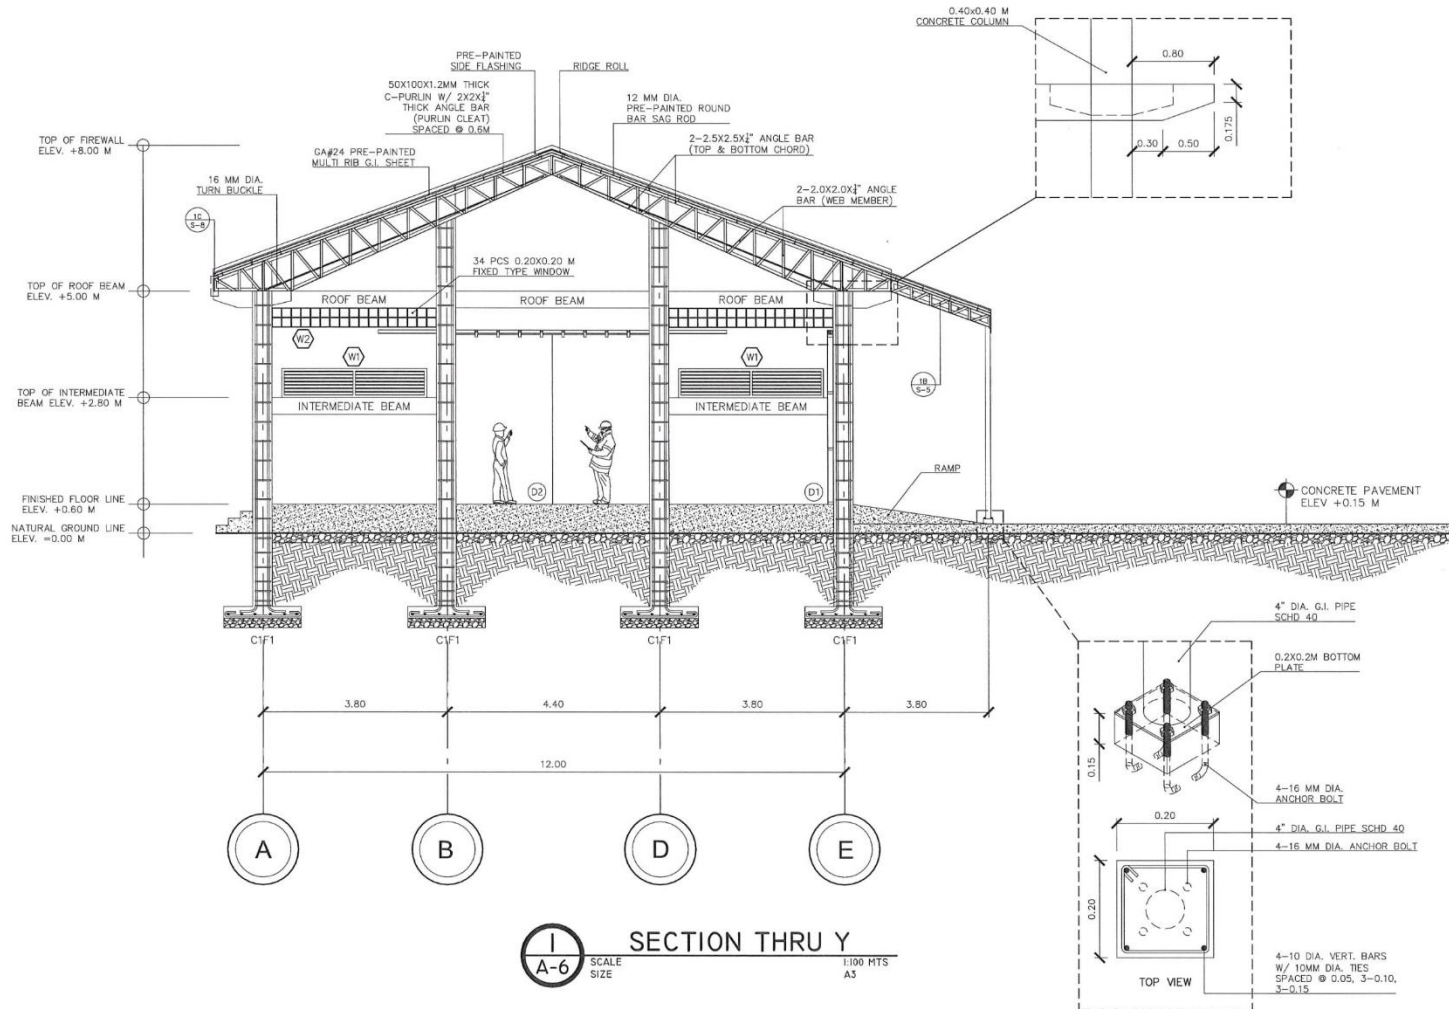 0.40x0.40 M
CONCRETE COLUMN
0.80
0.175
0.30
0.50
PRE-PAINTED
SIDE FLASHING
RIDGE ROLL
50X100X1.2MM THICK
C-PURLIN W/ 2X2X¼"
THICK ANGLE BAR
(PURLIN CLEAT)
SPACED @ 0.6M
12 MM DIA.
PRE-PAINTED ROUND
BAR SAG ROD
2-2.5X2.5X¼" ANGLE BAR
(TOP & BOTTOM CHORD)
TOP OF FIREWALL
ELEV. +8.00 M
GA#24 PRE-PAINTED
MULTI RIB G.I. SHEET
16 MM DIA.
TURN BUCKLE
2-2.0X2.0X¼" ANGLE
BAR (WEB MEMBER)
1C
S-8
34 PCS 0.20X0.20 M
FIXED TYPE WINDOW
TOP OF ROOF BEAM
ELEV. +5.00 M
ROOF BEAM
ROOF BEAM
ROOF BEAM
W2
W1
W1
1B
S-5
TOP OF INTERMEDIATE
BEAM ELEV. +2.80 M
INTERMEDIATE BEAM
INTERMEDIATE BEAM
RAMP
FINISHED FLOOR LINE
ELEV. +0.60 M
D2
D1
CONCRETE PAVEMENT
ELEV +0.15 M
NATURAL GROUND LINE
ELEV. =0.00 M
C1F1
C1F1
C1F1
C1F1
4" DIA. G.I. PIPE
SCHD 40
0.2X0.2M BOTTOM
PLATE
0.15
4-16 MM DIA.
ANCHOR BOLT
3.80
4.40
3.80
3.80
12.00
A
B
D
E
0.20
4" DIA. G.I. PIPE SCHD 40
4-16 MM DIA. ANCHOR BOLT
0.20
TOP VIEW
4-10 DIA. VERT. BARS
W/ 10MM DIA. TIES
SPACED @ 0.05, 3-0.10,
3-0.15
I
A-6
SECTION THRU Y
SCALE
1:100 MTS
SIZE
A3